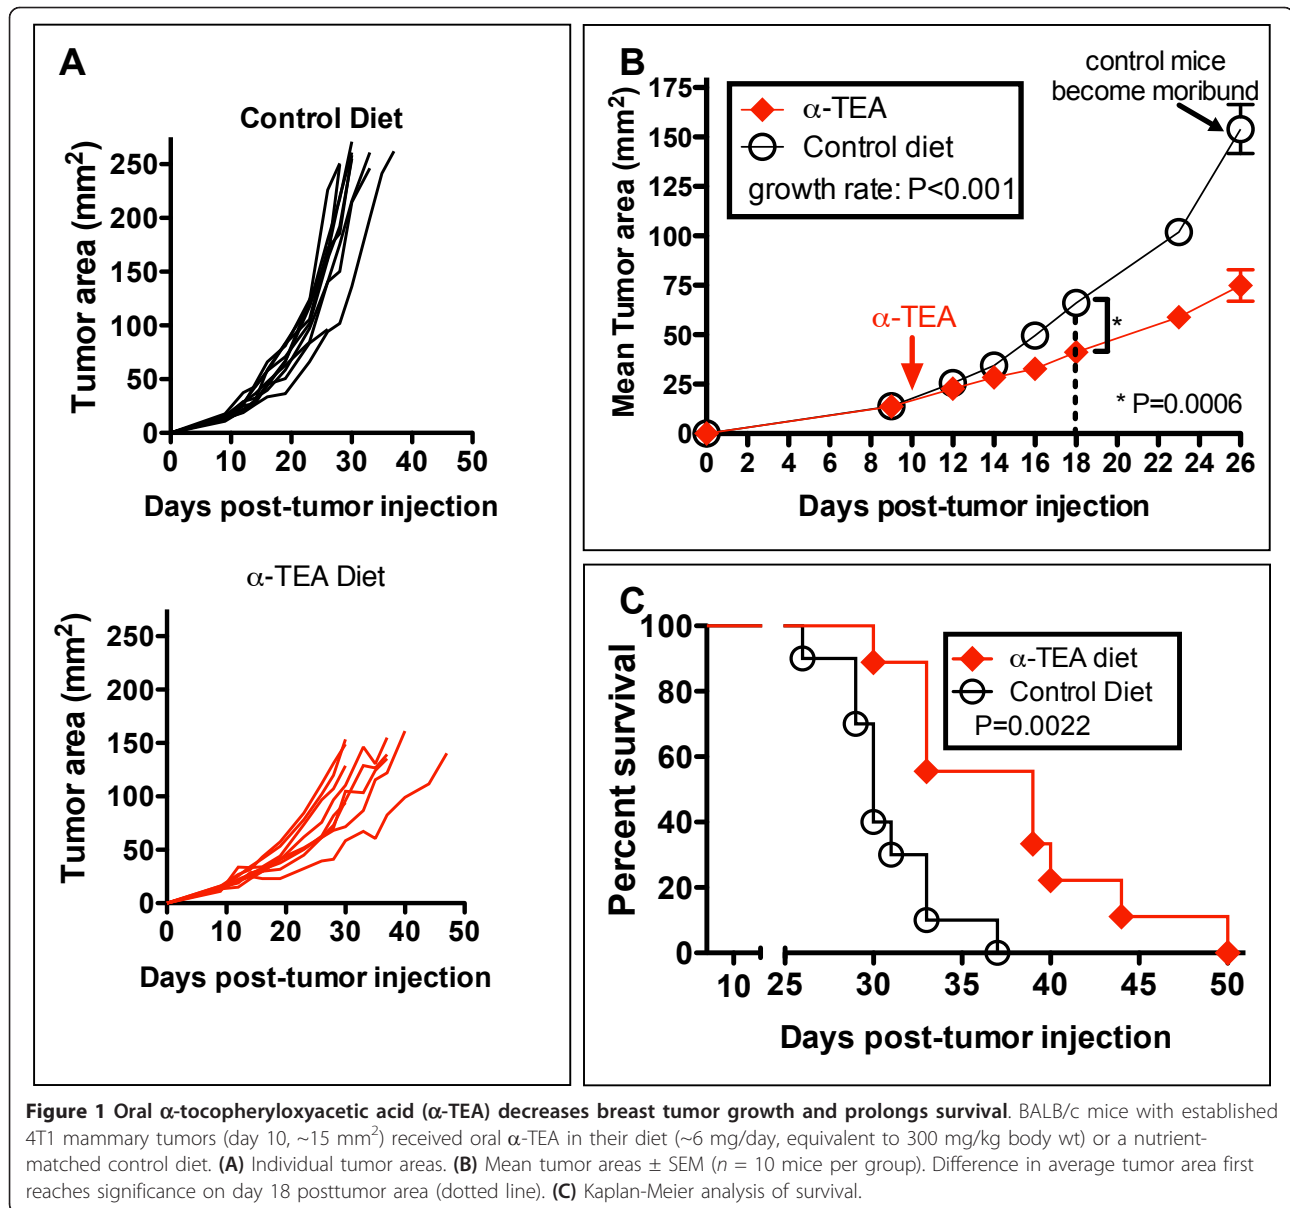 A
Control Diet
Tumor area (mm²)
250
200
150
100
50
0
0 10 20 30 40 50
Days post-tumor injection
α-TEA Diet
Tumor area (mm²)
250
200
150
100
50
0
0 10 20 30 40 50
Days post-tumor injection
B
control mice
become moribund
α-TEA
Control diet
growth rate: P<0.001
Mean Tumor area (mm²)
175
150
125
100
75
50
25
0
α-TEA
*
* P=0.0006
0 2 4 6 8 10 12 14 16 18 20 22 24 26
Days post-tumor injection
C
α-TEA diet
Control Diet
P=0.0022
Percent survival
100
80
60
40
20
0
10 25 30 35 40 45 50
Days post-tumor injection
Figure 1 Oral α-tocopheryloxyacetic acid (α-TEA) decreases breast tumor growth and prolongs survival. BALB/c mice with established
4T1 mammary tumors (day 10, ~15 mm²) received oral α-TEA in their diet (~6 mg/day, equivalent to 300 mg/kg body wt) or a nutrient-
matched control diet. (A) Individual tumor areas. (B) Mean tumor areas ± SEM (n = 10 mice per group). Difference in average tumor area first
reaches significance on day 18 posttumor area (dotted line). (C) Kaplan-Meier analysis of survival.